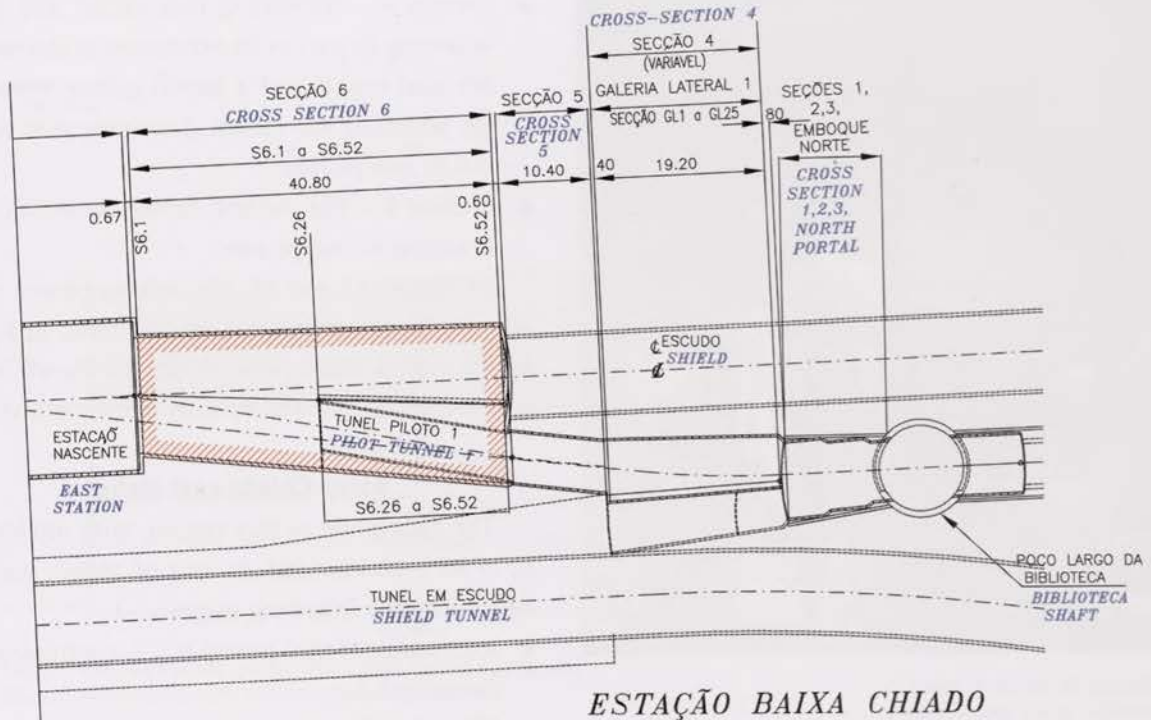 CROSS-SECTION 4
SECÇÃO 4
(VARIAVEL)
SECÇÃO 6
CROSS SECTION 6
SECÇÃO 5
CROSS
SECTION
5
GALERIA LATERAL 1
SECÇÃO GL1 a GL25
SEÇÕES 1,
2,3,
EMBOQUE
NORTE
CROSS
SECTION
1,2,3,
NORTH
PORTAL
80
S6.1 a S6.52
40.80
10.40
40
19.20
0.67
0.60
S6.1
S6.26
S6.52
℄ ESCUDO
℄ SHIELD
TUNEL PILOTO 1
PILOT TUNNEL 1
ESTACAÕ
NASCENTE
EAST
STATION
S6.26 a S6.52
POCO LARGO DA
BIBLIOTECA
BIBLIOTECA
SHAFT
TUNEL EM ESCUDO
SHIELD TUNNEL
ESTAÇÃO BAIXA CHIADO